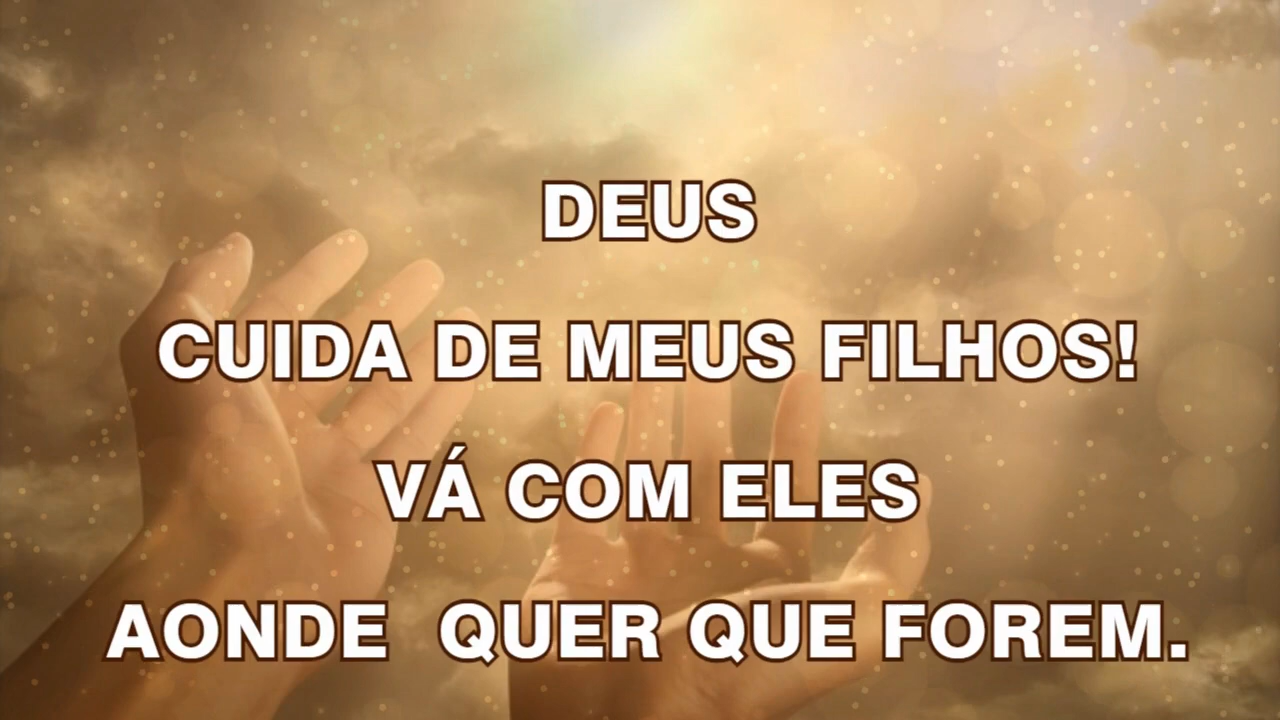 DEUS
CUIDA DE MEUS FILHOS!
VÁ COM ELES
AONDE  QUER QUE FOREM.